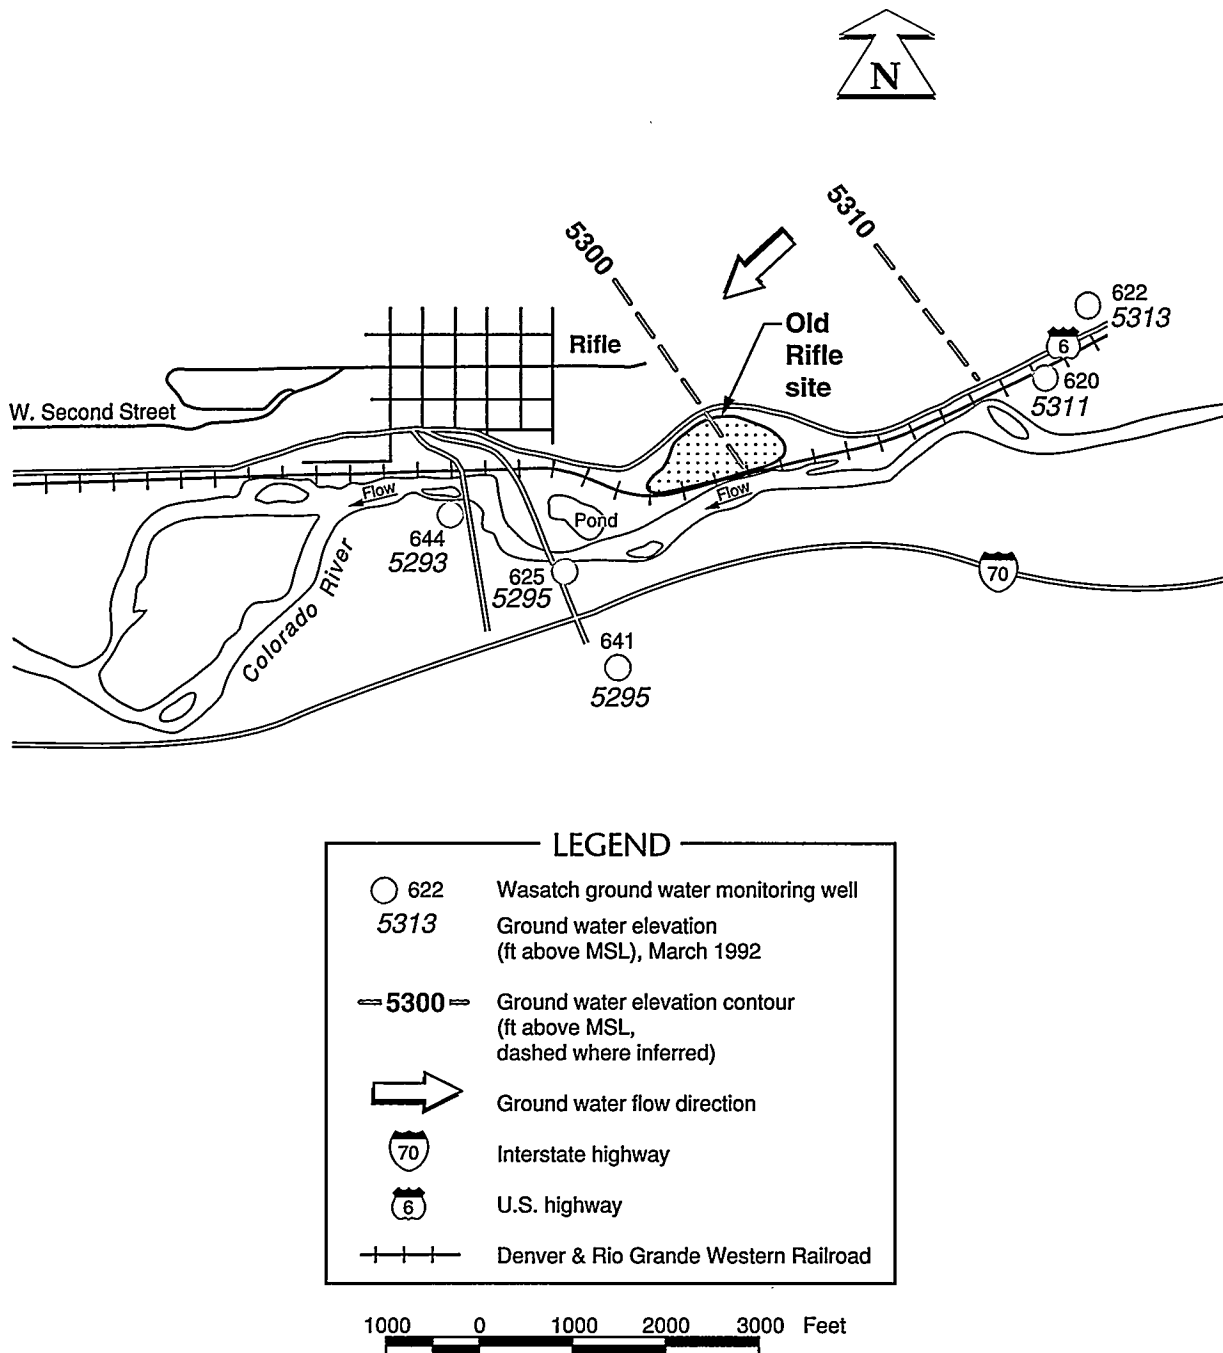 N
5310
5300
622
5313
Old
Rifle
site
6
Rifle
620
5311
W. Second Street
Flow
Flow
Pond
644
5293
625
5295
70
Colorado River
641
5295
LEGEND
622 Wasatch ground water monitoring well
5313 Ground water elevation
(ft above MSL), March 1992
5300 Ground water elevation contour
(ft above MSL,
dashed where inferred)
Ground water flow direction
70 Interstate highway
6 U.S. highway
Denver & Rio Grande Western Railroad
1000 0 1000 2000 3000 Feet